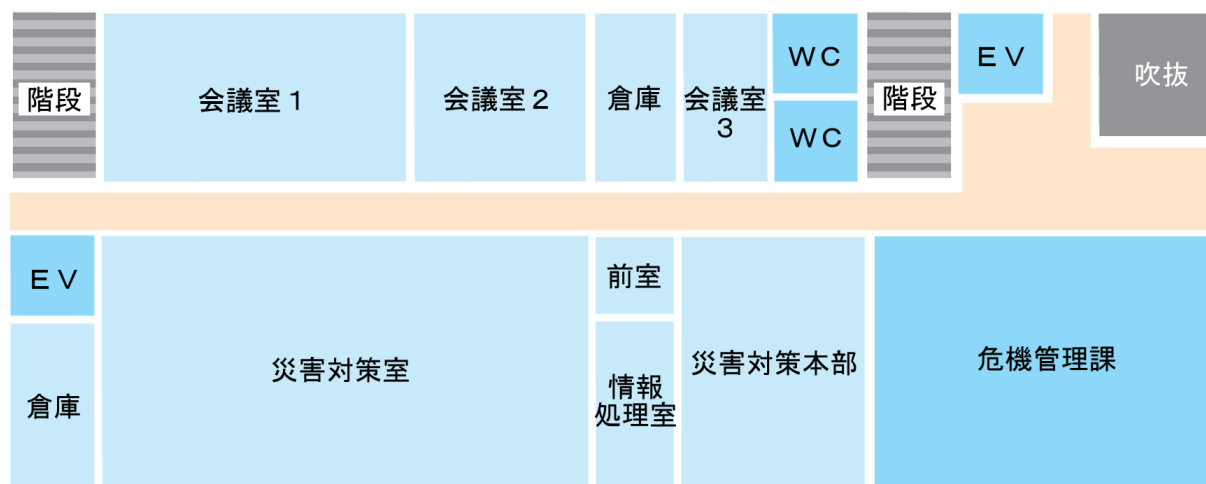 階段
会議室１
会議室２
倉庫
会議室
３
ＷＣ
ＷＣ
階段
ＥＶ
吹抜
ＥＶ
倉庫
災害対策室
前室
情報
処理室
災害対策本部
危機管理課